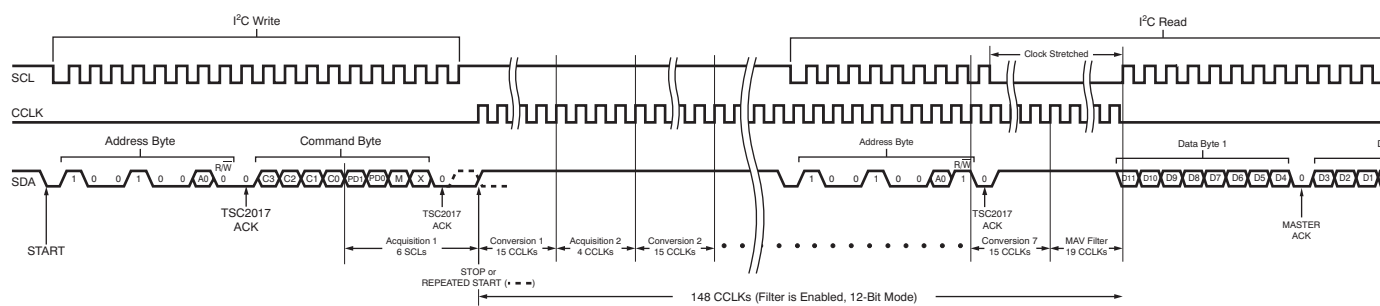 I²C Write
I²C Read
Clock Stretched
SCL
CCLK
Address Byte
Command Byte
Address Byte
Data Byte 1
D
R/W̅
R/W̅
SDA
1 0 0 1 0 0 A0 0 0 C3 C2 C1 C0 PD1 PD0 M X 0
1 0 0 1 0 0 A0 1 0
D11 D10 D9 D8 D7 D6 D5 D4 0 D3 D2 D1
START
TSC2017
ACK
TSC2017
ACK
TSC2017
ACK
MASTER
ACK
Acquisition 1
6 SCLs
Conversion 1
15 CCLKs
Acquisition 2
4 CCLKs
Conversion 2
15 CCLKs
Conversion 7
15 CCLKs
MAV Filter
19 CCLKs
STOP or
REPEATED START (- - - -)
148 CCLKs (Filter is Enabled, 12-Bit Mode)